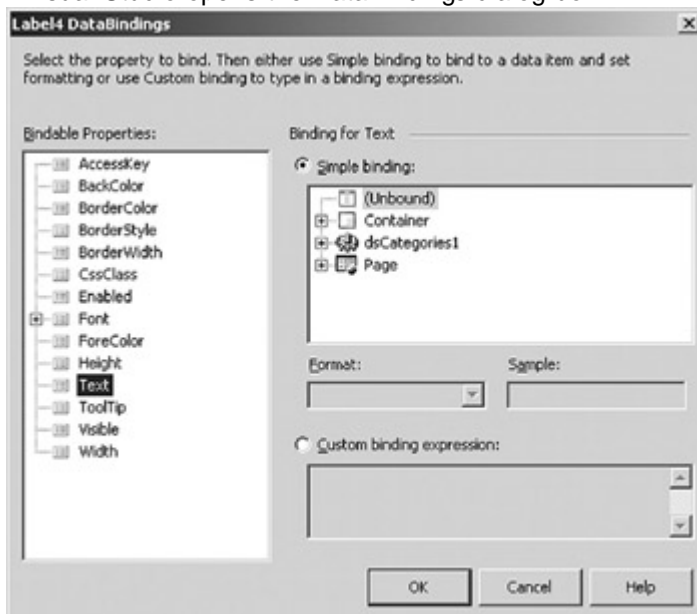 Label4 DataBindings
Select the property to bind. Then either use Simple binding to bind to a data item and set
formatting or use Custom binding to type in a binding expression.
Bindable Properties:
AccessKey
BackColor
BorderColor
BorderStyle
BorderWidth
CssClass
Enabled
Font
ForeColor
Height
Text
ToolTip
Visible
Width
Binding for Text
Simple binding:
(Unbound)
Container
dsCategories1
Page
Format:
Sample:
Custom binding expression:
OK
Cancel
Help